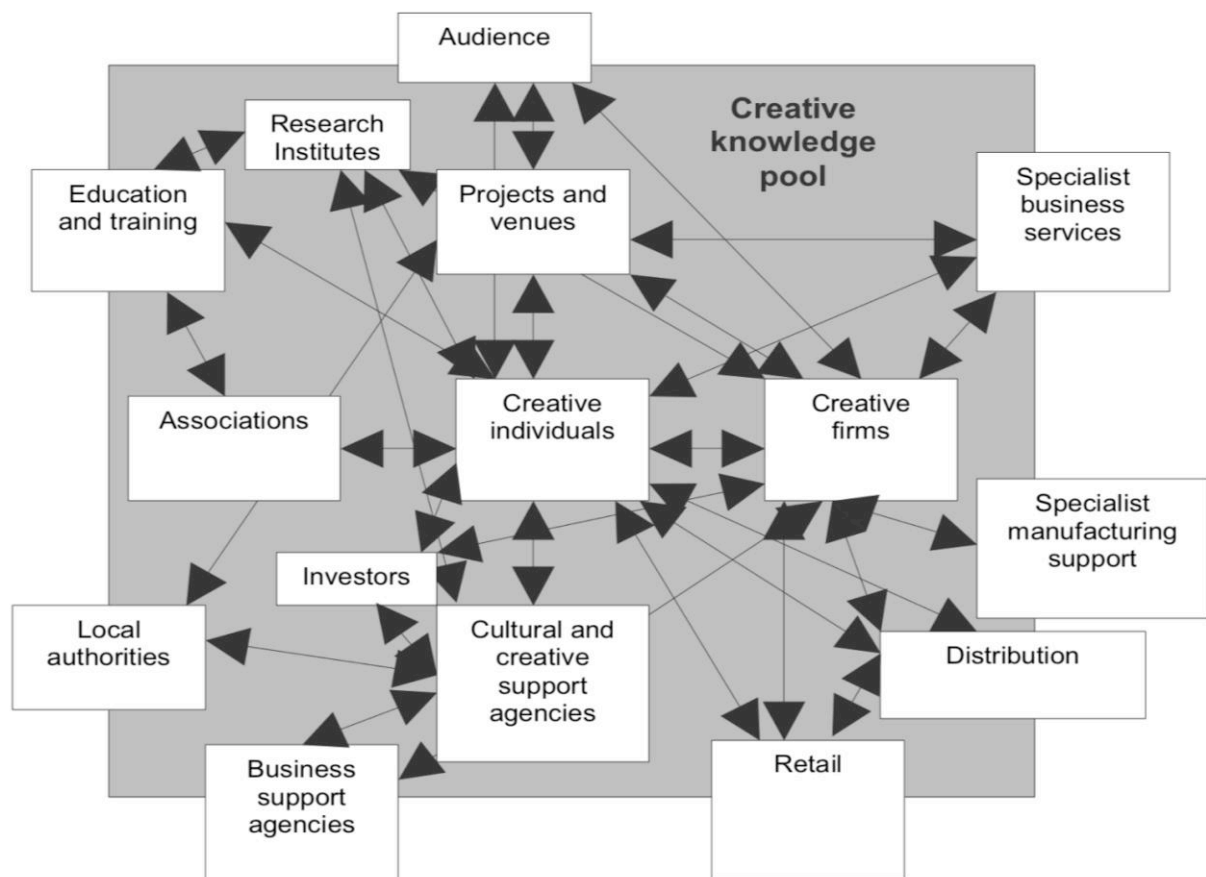 Audience
Creative
knowledge
pool
Research
Institutes
Education
and training
Projects and
venues
Specialist
business
services
Associations
Creative
individuals
Creative
firms
Specialist
manufacturing
support
Investors
Local
authorities
Cultural and
creative
support
agencies
Distribution
Business
support
agencies
Retail